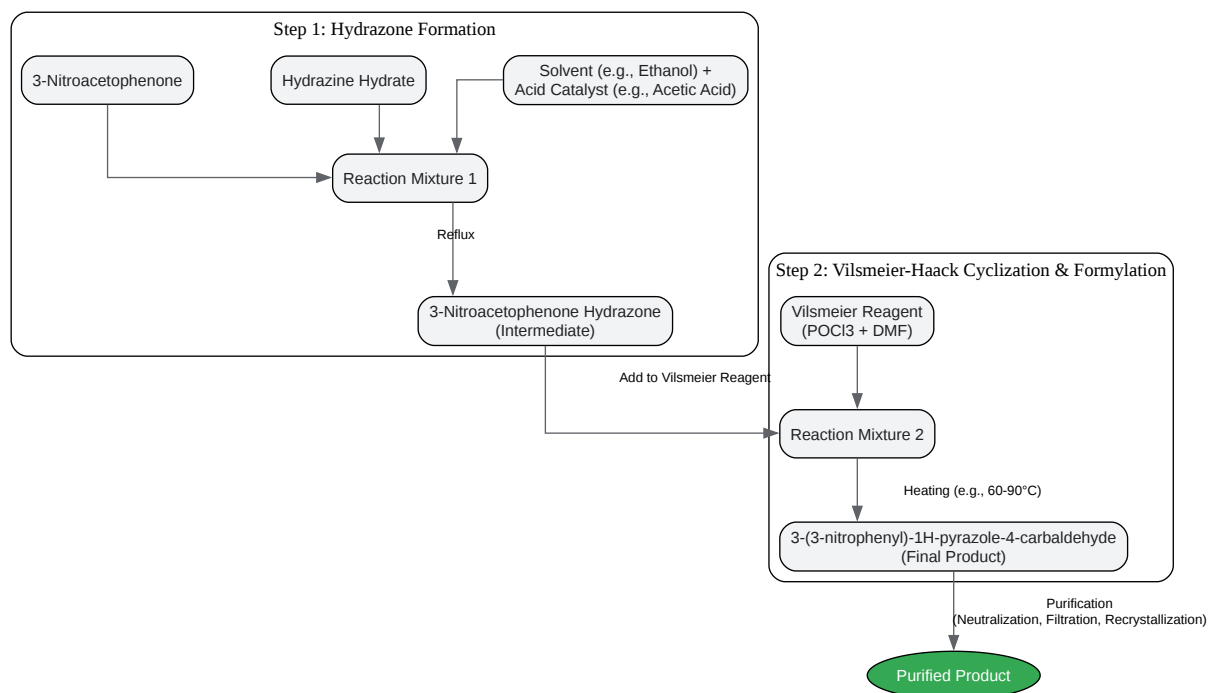 Step 1: Hydrazone Formation
3-Nitroacetophenone
Hydrazine Hydrate
Solvent (e.g., Ethanol) +
Acid Catalyst (e.g., Acetic Acid)
Reaction Mixture 1
Reflux
3-Nitroacetophenone Hydrazone
(Intermediate)
Add to Vilsmeier Reagent
Step 2: Vilsmeier-Haack Cyclization & Formylation
Vilsmeier Reagent
(POCl3 + DMF)
Reaction Mixture 2
Heating (e.g., 60-90°C)
3-(3-nitrophenyl)-1H-pyrazole-4-carbaldehyde
(Final Product)
Purification
(Neutralization, Filtration, Recrystallization)
Purified Product